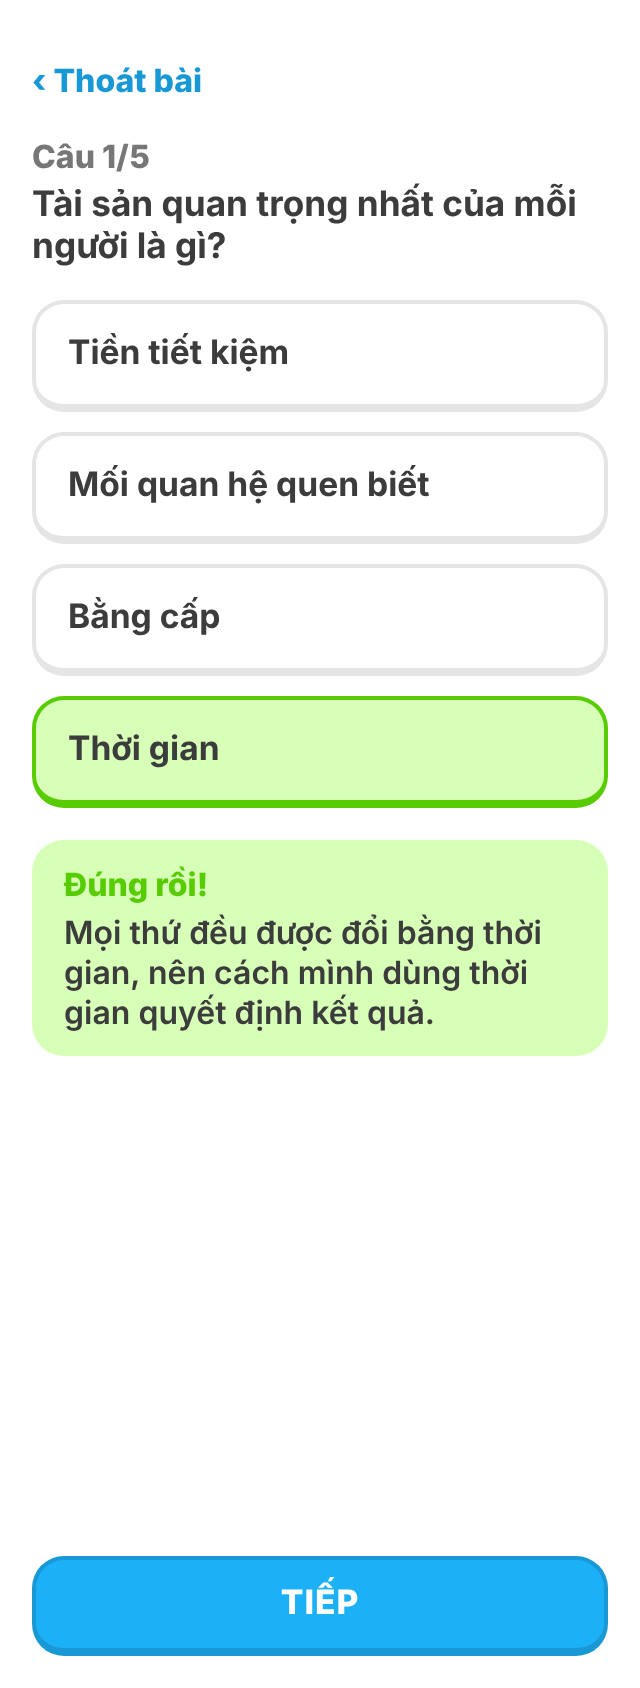 ‹ Thoát bài
Câu 1/5
Tài sản quan trọng nhất của mỗi
người là gì?
Tiền tiết kiệm
Mối quan hệ quen biết
Bằng cấp
Thời gian
Đúng rồi!
Mọi thứ đều được đổi bằng thời
gian, nên cách mình dùng thời
gian quyết định kết quả.
TIẾP